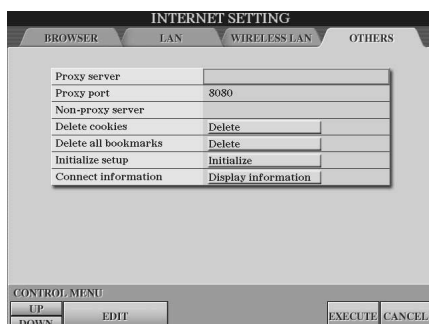 INTERNET SETTING
BROWSER LAN WIRELESS LAN OTHERS
Proxy server
Proxy port 8080
Non-proxy server
Delete cookies Delete
Delete all bookmarks Delete
Initialize setup Initialize
Connect information Display information
CONTROL MENU
UP
DOWN
EDIT EXECUTE CANCEL